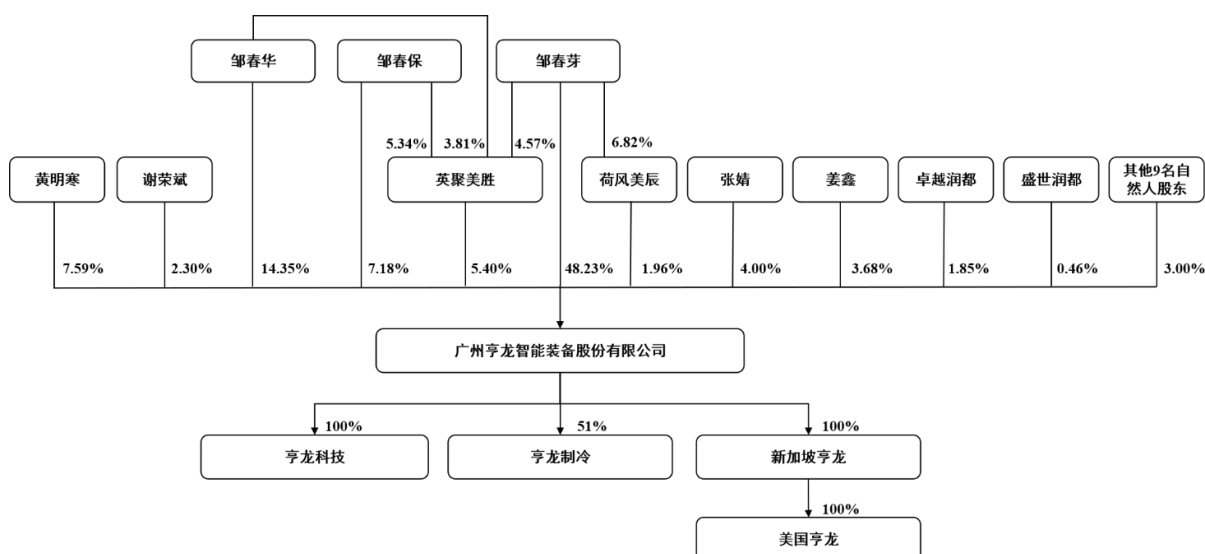 邹春华
邹春保
邹春芽
5.34%
3.81%
4.57%
6.82%
黄明寒
谢荣斌
英聚美胜
荷风美辰
张婧
姜鑫
卓越润都
盛世润都
其他9名自
然人股东
7.59%
2.30%
14.35%
7.18%
5.40%
48.23%
1.96%
4.00%
3.68%
1.85%
0.46%
3.00%
广州亨龙智能装备股份有限公司
100%
51%
100%
亨龙科技
亨龙制冷
新加坡亨龙
100%
美国亨龙